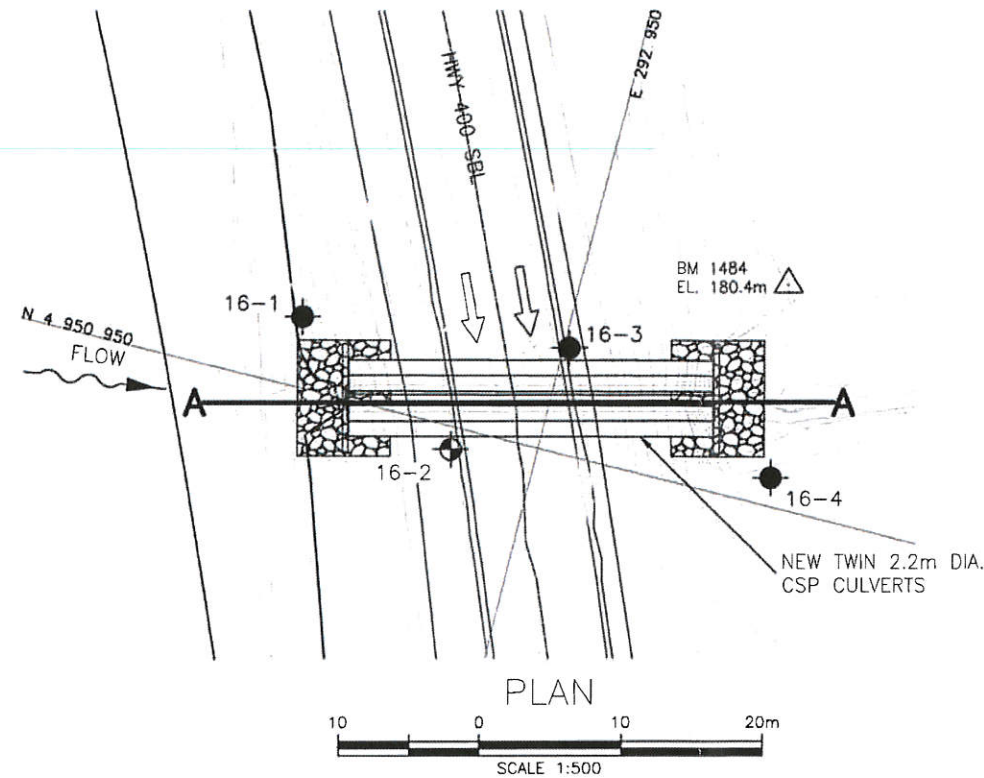 E 292 950
HWY 400 SBL
BM 1484
EL. 180.4m
16-1
N 4 950 950
FLOW
16-3
A
A
16-2
16-4
NEW TWIN 2.2m DIA.
CSP CULVERTS
PLAN
10 0 10 20m
SCALE 1:500